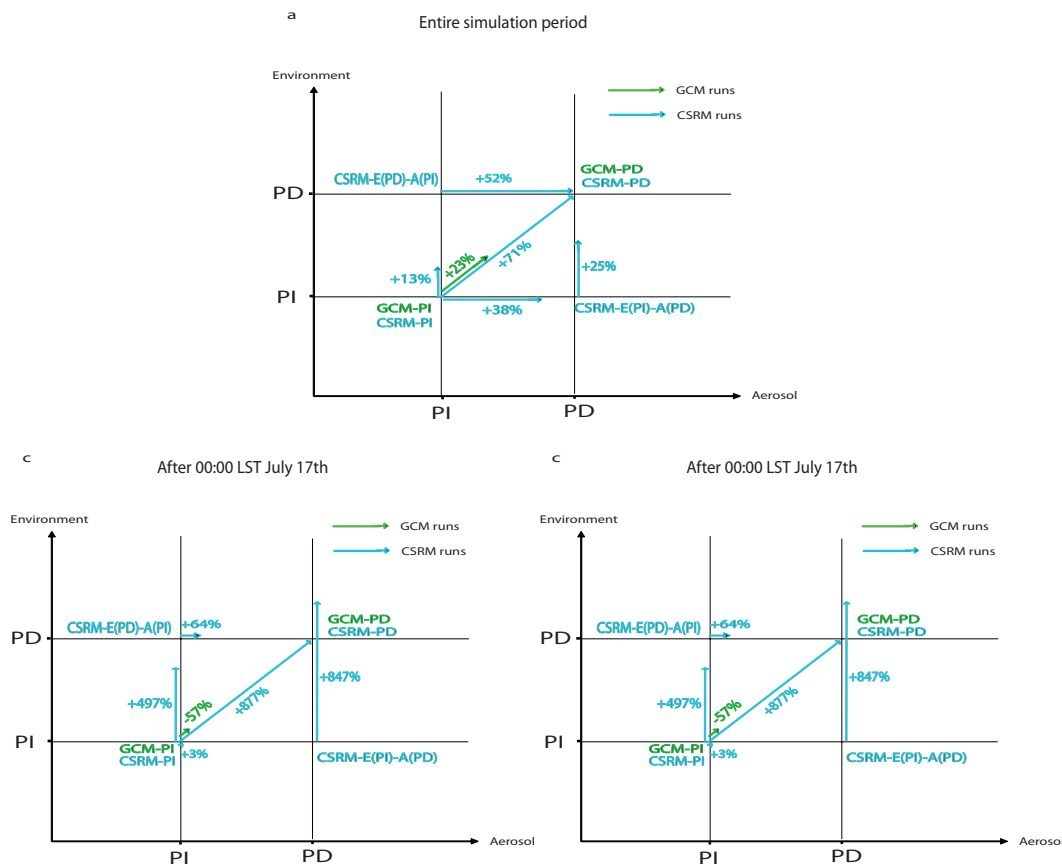 a
Entire simulation period
Environment
GCM runs
CSRM runs
CSRM-E(PD)-A(PI)
+52%
GCM-PD
CSRM-PD
PD
+23%
+71%
+13%
+25%
PI
GCM-PI
CSRM-PI
+38%
CSRM-E(PI)-A(PD)
Aerosol
PI
PD
c
After 00:00 LST July 17th
Environment
GCM runs
CSRM runs
CSRM-E(PD)-A(PI)
+64%
GCM-PD
CSRM-PD
PD
+497%
-57%
+877%
+847%
PI
GCM-PI
CSRM-PI
+3%
CSRM-E(PI)-A(PD)
Aerosol
PI
PD
c
After 00:00 LST July 17th
Environment
GCM runs
CSRM runs
CSRM-E(PD)-A(PI)
+64%
GCM-PD
CSRM-PD
PD
+497%
-57%
+877%
+847%
PI
GCM-PI
CSRM-PI
+3%
CSRM-E(PI)-A(PD)
Aerosol
PI
PD